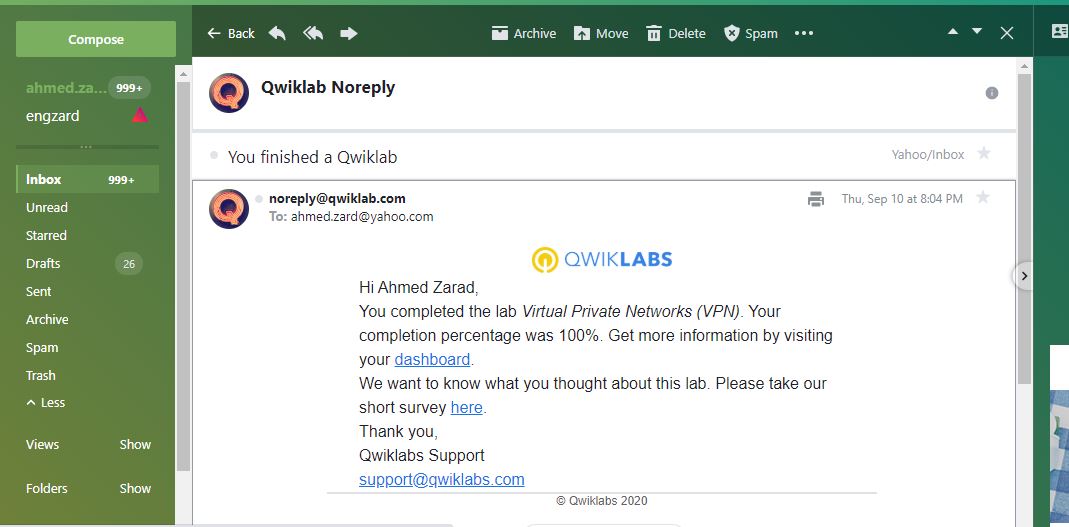 Compose
Back
Archive
Move
Delete
Spam
ahmed.za... 999+
engzard
Inbox 999+
Unread
Starred
Drafts 26
Sent
Archive
Spam
Trash
Less
Views Show
Folders Show
Qwiklab Noreply
You finished a Qwiklab
Yahoo/Inbox
noreply@qwiklab.com
Thu, Sep 10 at 8:04 PM
To: ahmed.zard@yahoo.com
QWIKLABS
Hi Ahmed Zarad,
You completed the lab Virtual Private Networks (VPN). Your
completion percentage was 100%. Get more information by visiting
your dashboard.
We want to know what you thought about this lab. Please take our
short survey here.
Thank you,
Qwiklabs Support
support@qwiklabs.com
© Qwiklabs 2020